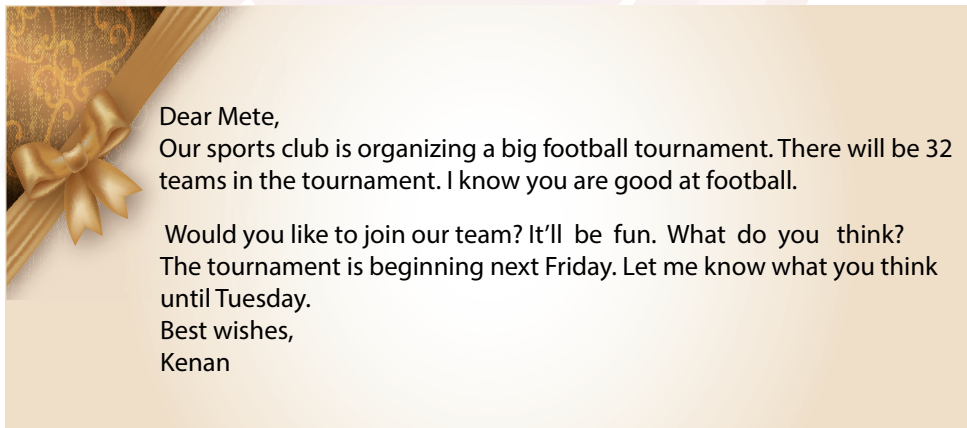 Dear Mete,
Our sports club is organizing a big football tournament. There will be 32
teams in the tournament. I know you are good at football.
Would you like to join our team? It’ll be fun. What do you think?
The tournament is beginning next Friday. Let me know what you think
until Tuesday.
Best wishes,
Kenan